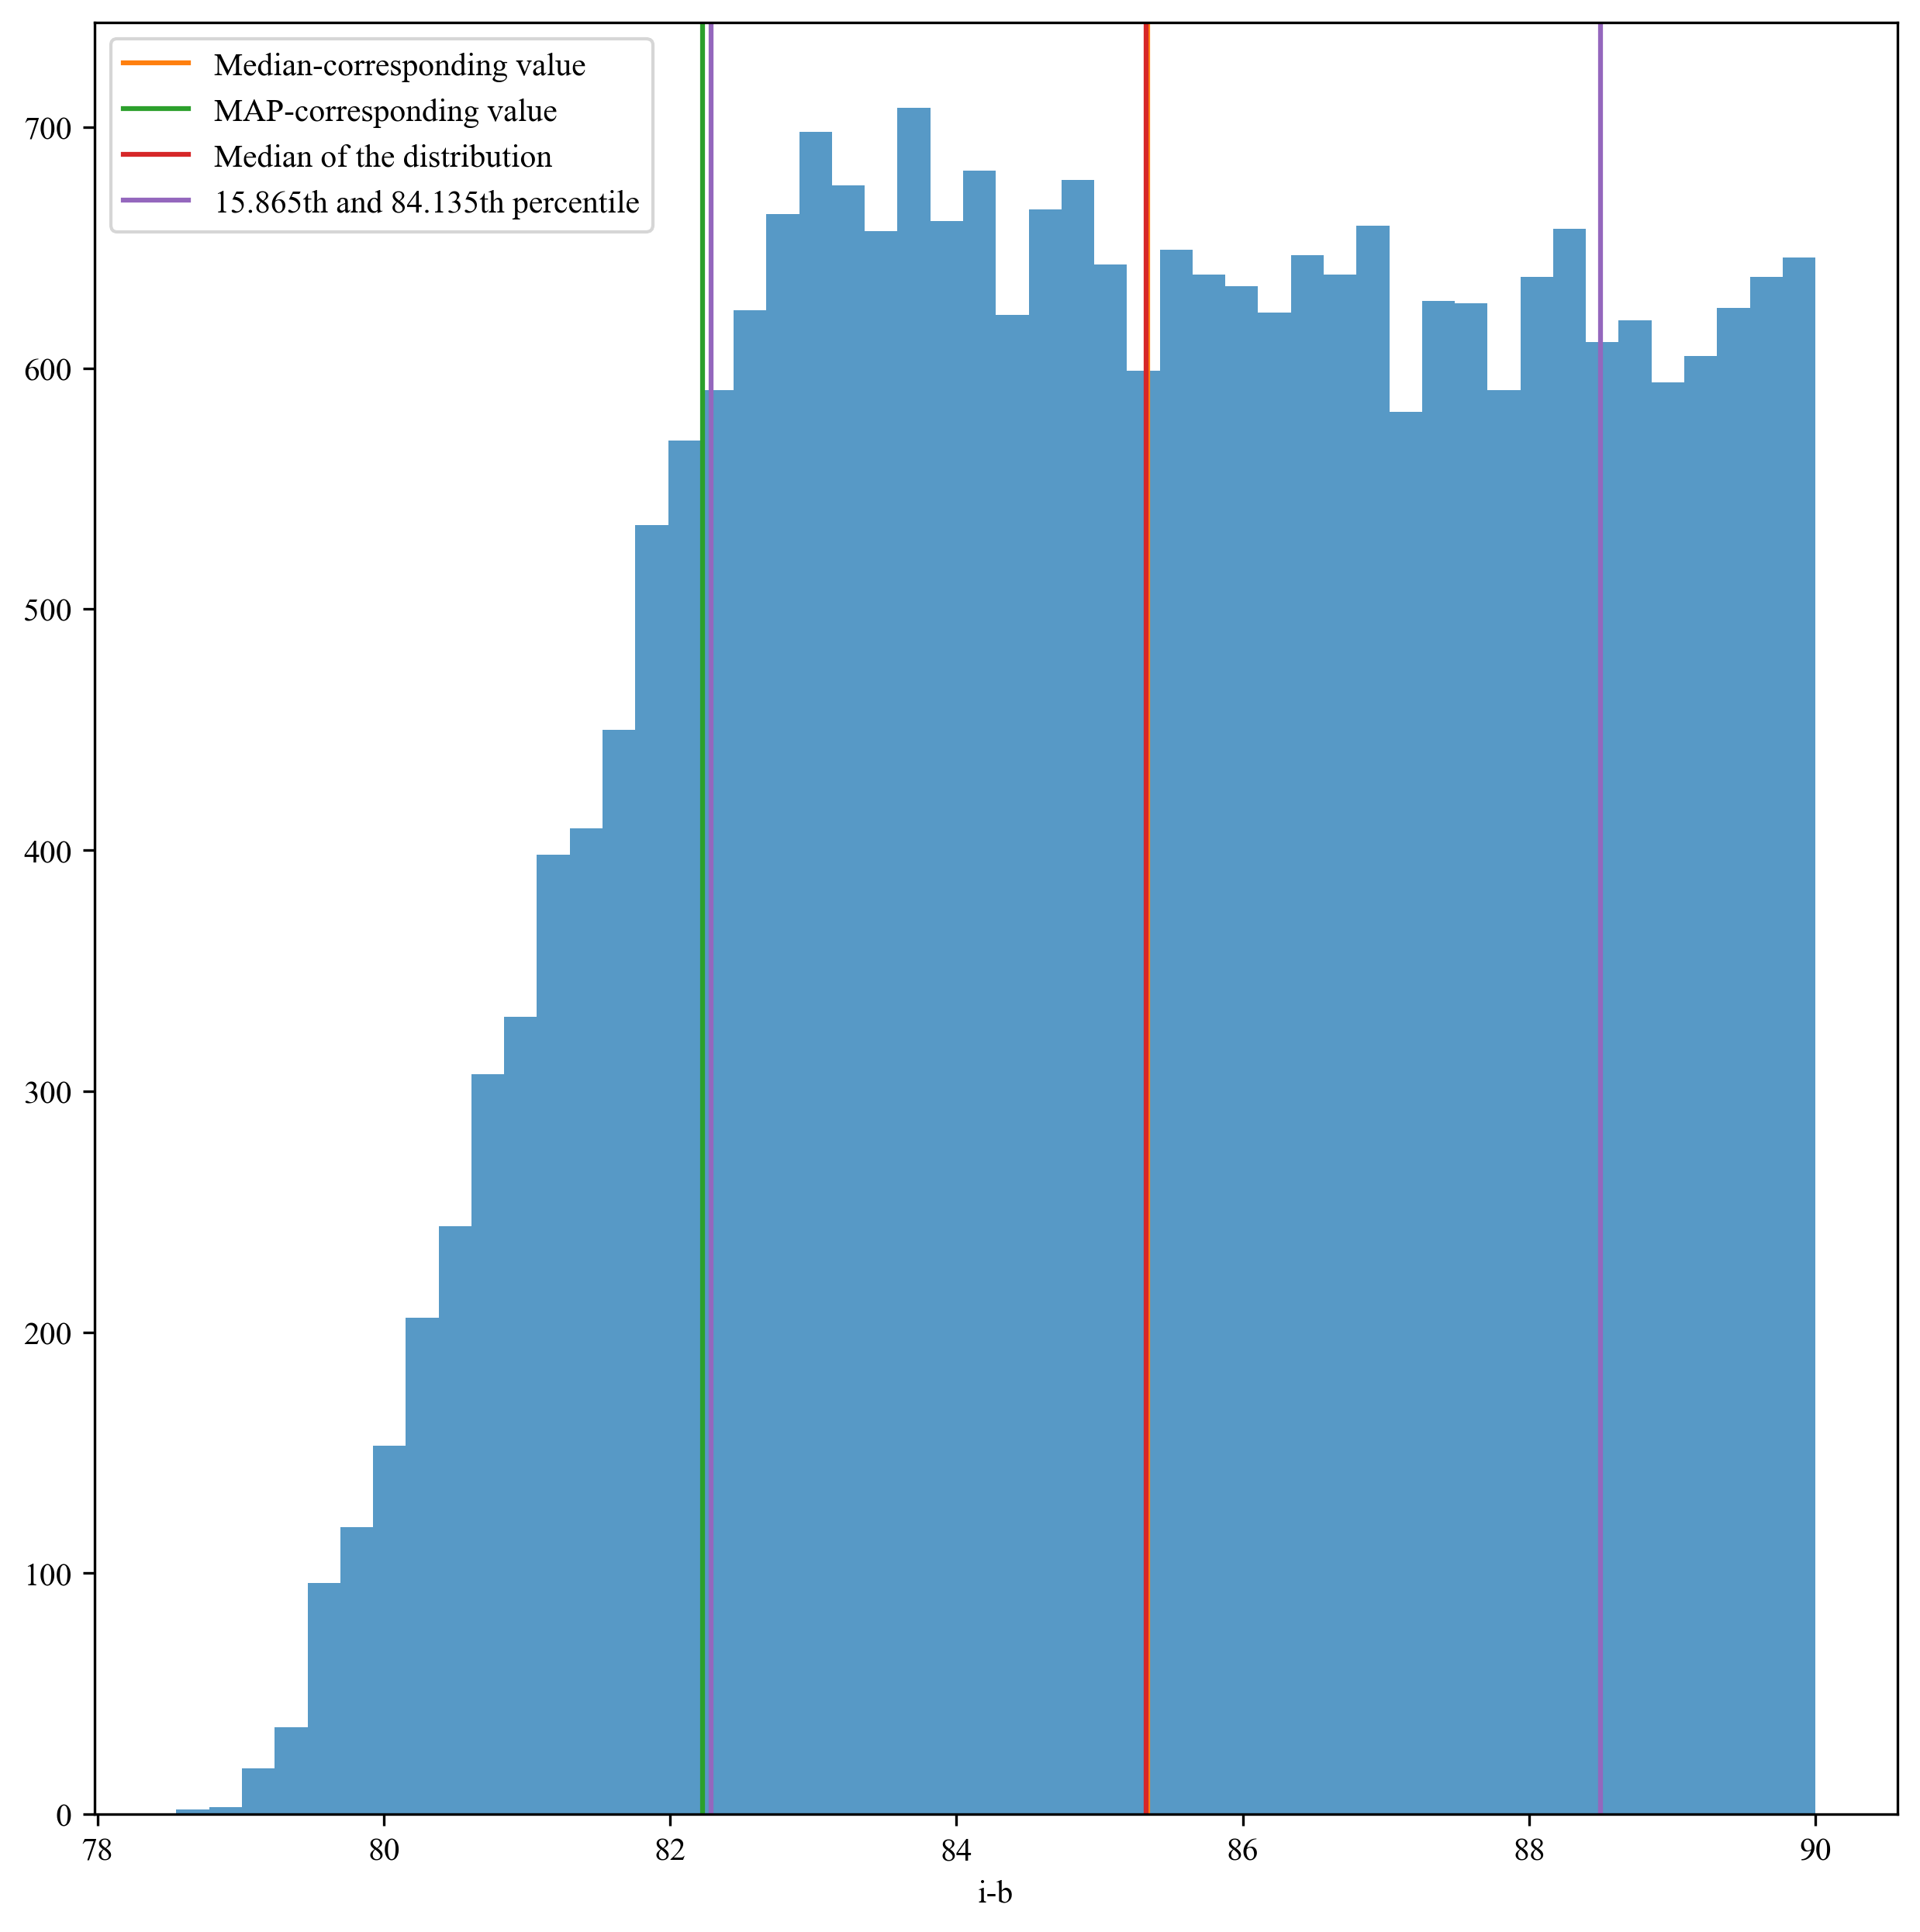 Median-corresponding value
MAP-corresponding value
Median of the distribution
15.865th and 84.135th percentile
700
600
500
400
300
200
100
0
78 80 82 84 86 88 90
i-b